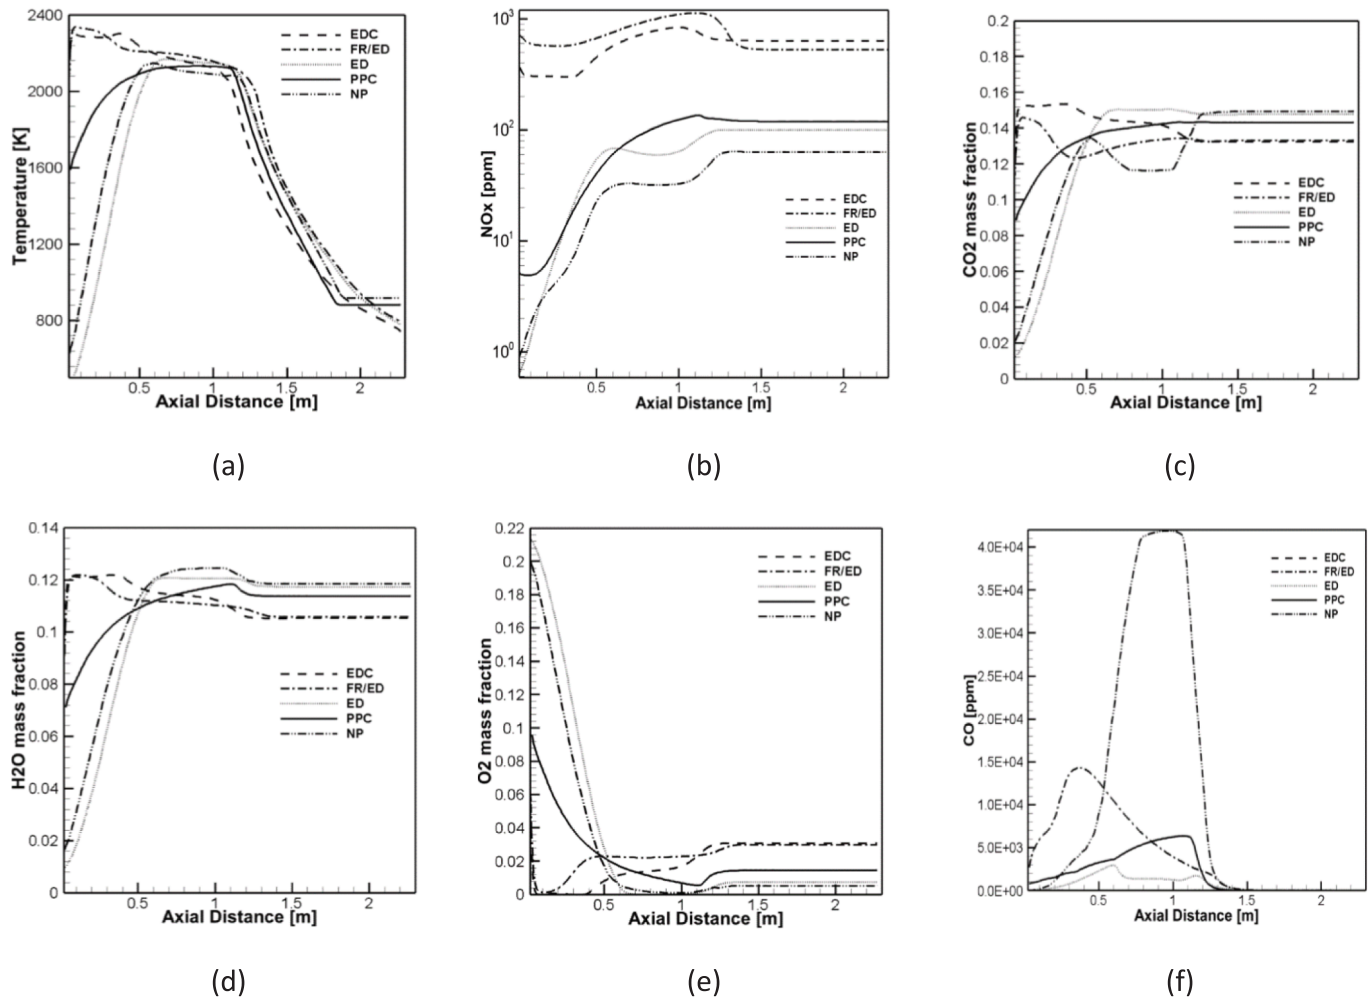 2400
2000
1600
1200
800
Temperature [K]
0.5
1
1.5
2
Axial Distance [m]
EDC
FR/ED
ED
PPC
NP
(a)
10³
10²
10¹
10⁰
NOx [ppm]
0.5
1
1.5
2
Axial Distance [m]
EDC
FR/ED
ED
PPC
NP
(b)
0.2
0.18
0.16
0.14
0.12
0.1
0.08
0.06
0.04
0.02
0
CO2 mass fraction
0.5
1
1.5
2
Axial Distance [m]
EDC
FR/ED
ED
PPC
NP
(c)
0.14
0.12
0.1
0.08
0.06
0.04
0.02
0
H2O mass fraction
0.5
1
1.5
2
Axial Distance [m]
EDC
FR/ED
ED
PPC
NP
(d)
0.22
0.2
0.18
0.16
0.14
0.12
0.1
0.08
0.06
0.04
0.02
0
O2 mass fraction
0.5
1
1.5
2
Axial Distance [m]
EDC
FR/ED
ED
PPC
NP
(e)
4.0E+04
3.5E+04
3.0E+04
2.5E+04
2.0E+04
1.5E+04
1.0E+04
5.0E+03
0.0E+00
CO [ppm]
0.5
1
1.5
2
Axial Distance [m]
EDC
FR/ED
ED
PPC
NP
(f)